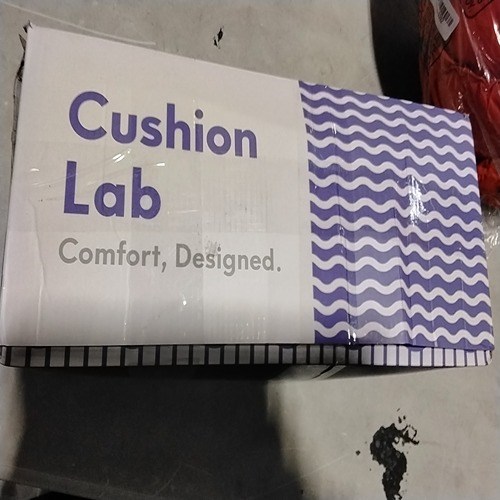 Cushion
Lab
Comfort, Designed.